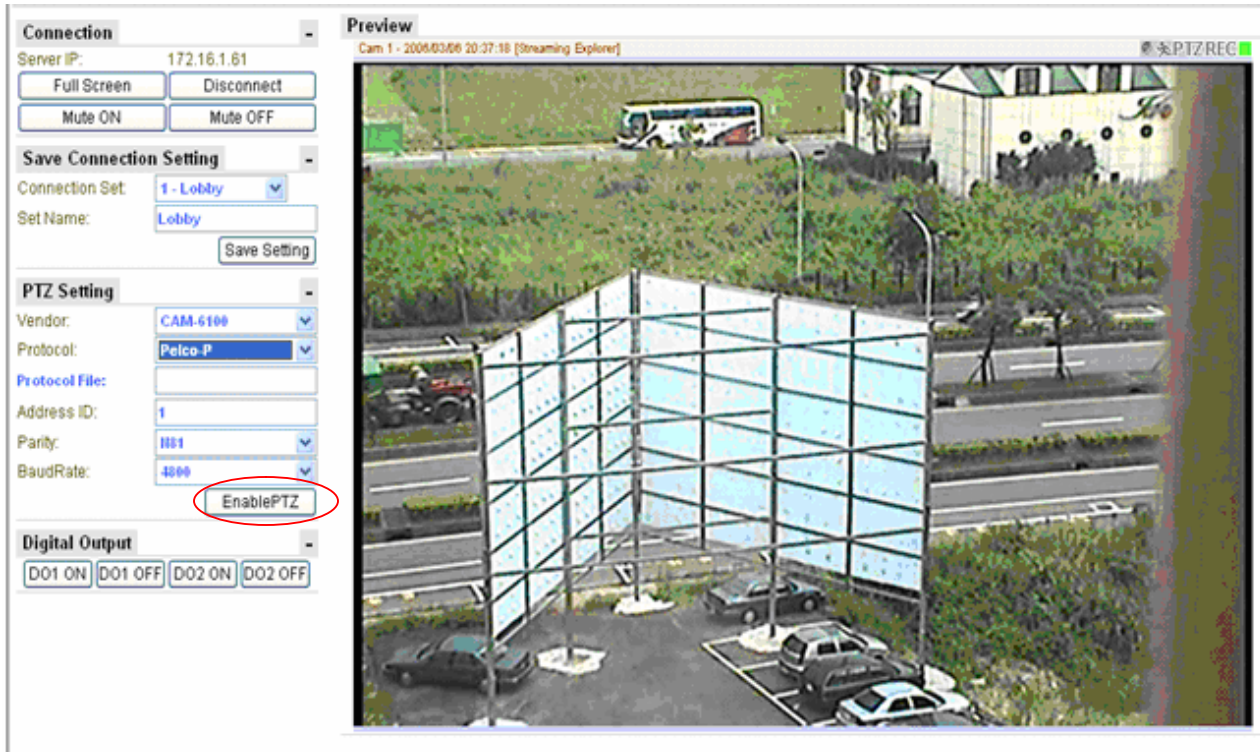 Connection -
Server IP: 172.16.1.61
Full Screen Disconnect
Mute ON Mute OFF
Save Connection Setting -
Connection Set: 1 - Lobby
Set Name: Lobby
Save Setting
PTZ Setting -
Vendor: CAM-6100
Protocol: Pelco-P
Protocol File:
Address ID: 1
Parity: N81
BaudRate: 4800
EnablePTZ
Digital Output -
DO1 ON DO1 OFF DO2 ON DO2 OFF
Preview
Cam 1 - 2006/03/06 20:37:18 [Streaming Explorer] PTZ REC